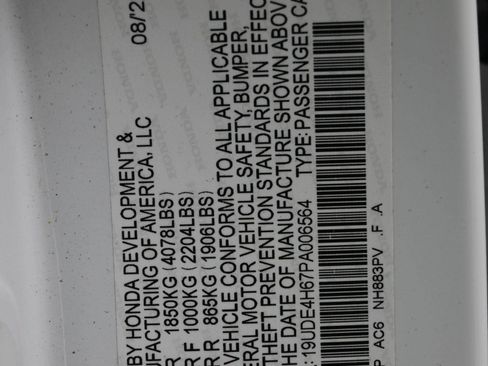 08/2
BY HONDA DEVELOPMENT &
UFACTURING OF AMERICA, LLC
R 1850KG (4078LBS)
R F 1000KG (2204LBS)
R R 865KG (1906LBS)
VEHICLE CONFORMS TO ALL APPLICABLE
ERAL MOTOR VEHICLE SAFETY, BUMPER,
THEFT PREVENTION STANDARDS IN EFFEC
THE DATE OF MANUFACTURE SHOWN ABOV
: 19UDE4H67PA006564 TYPE: PASSENGER CA
P AC6 NH883PV .F .A